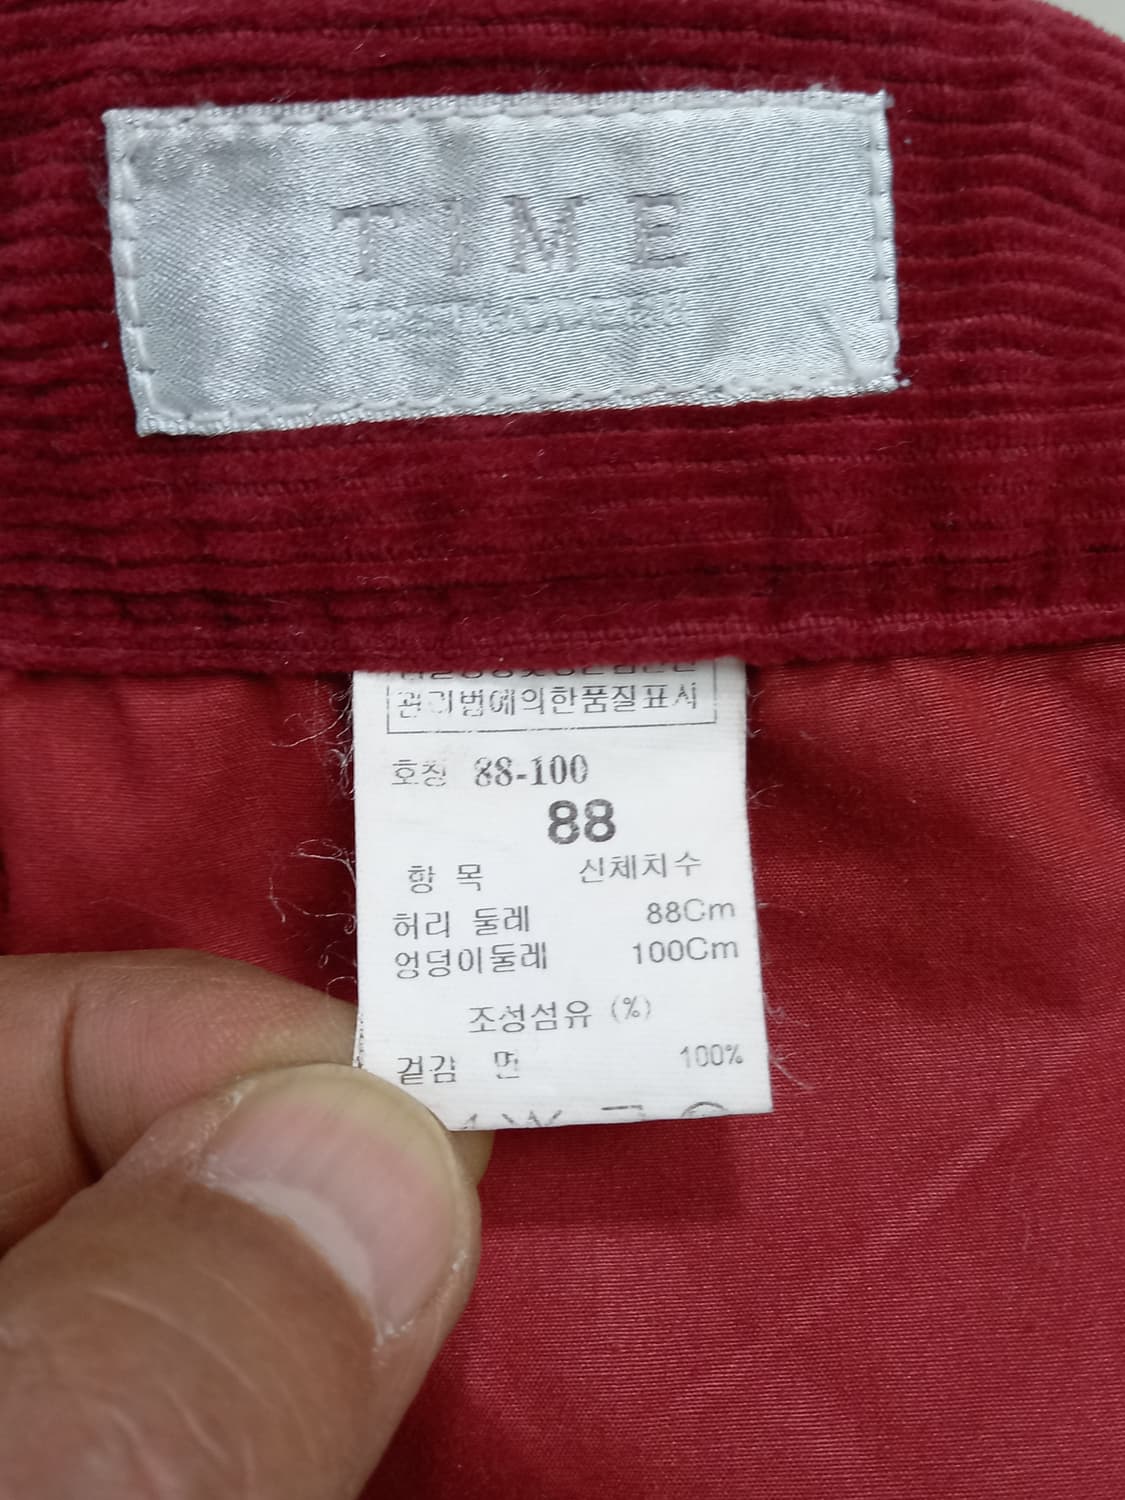 TIME
POSTMODERN
관리법에의한품질표시
호칭 88-100
88
항 목 신체치수
허리 둘레 88Cm
엉덩이둘레 100Cm
조성섬유 (%)
겉감 면 100%